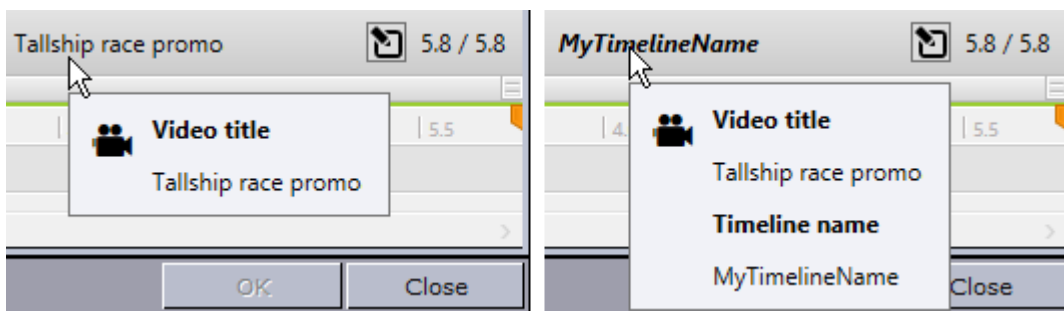 Tallship race promo
5.8 / 5.8
5.5
Video title
Tallship race promo
OK
Close
MyTimelineName
5.8 / 5.8
4.
5.5
Video title
Tallship race promo
Timeline name
MyTimelineName
Close